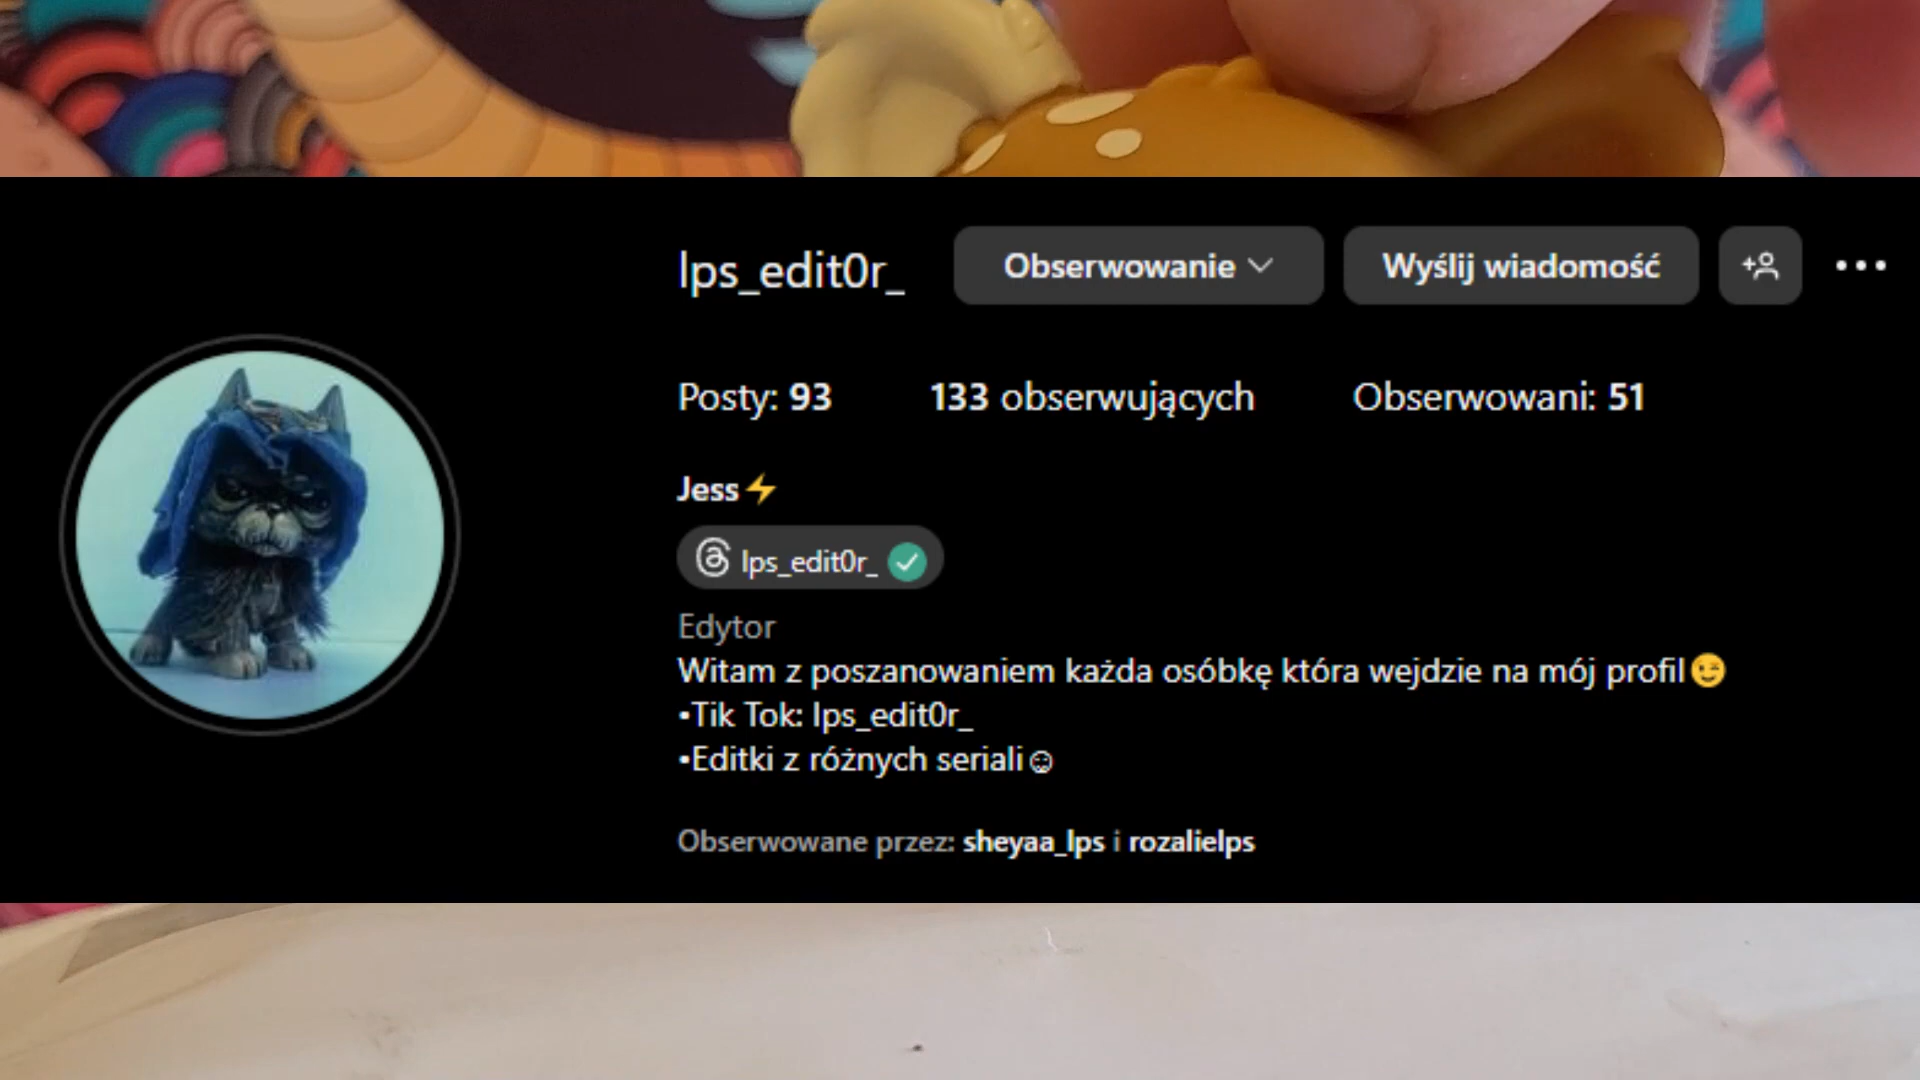 lps_edit0r_ Obserwowanie Wyślij wiadomość
Posty: 93 133 obserwujących Obserwowani: 51
Jess⚡
lps_edit0r_
Edytor
Witam z poszanowaniem każda osóbkę która wejdzie na mój profil😉
•Tik Tok: lps_edit0r_
•Editki z różnych seriali☺
Obserwowane przez: sheyaa_lps i rozalielps